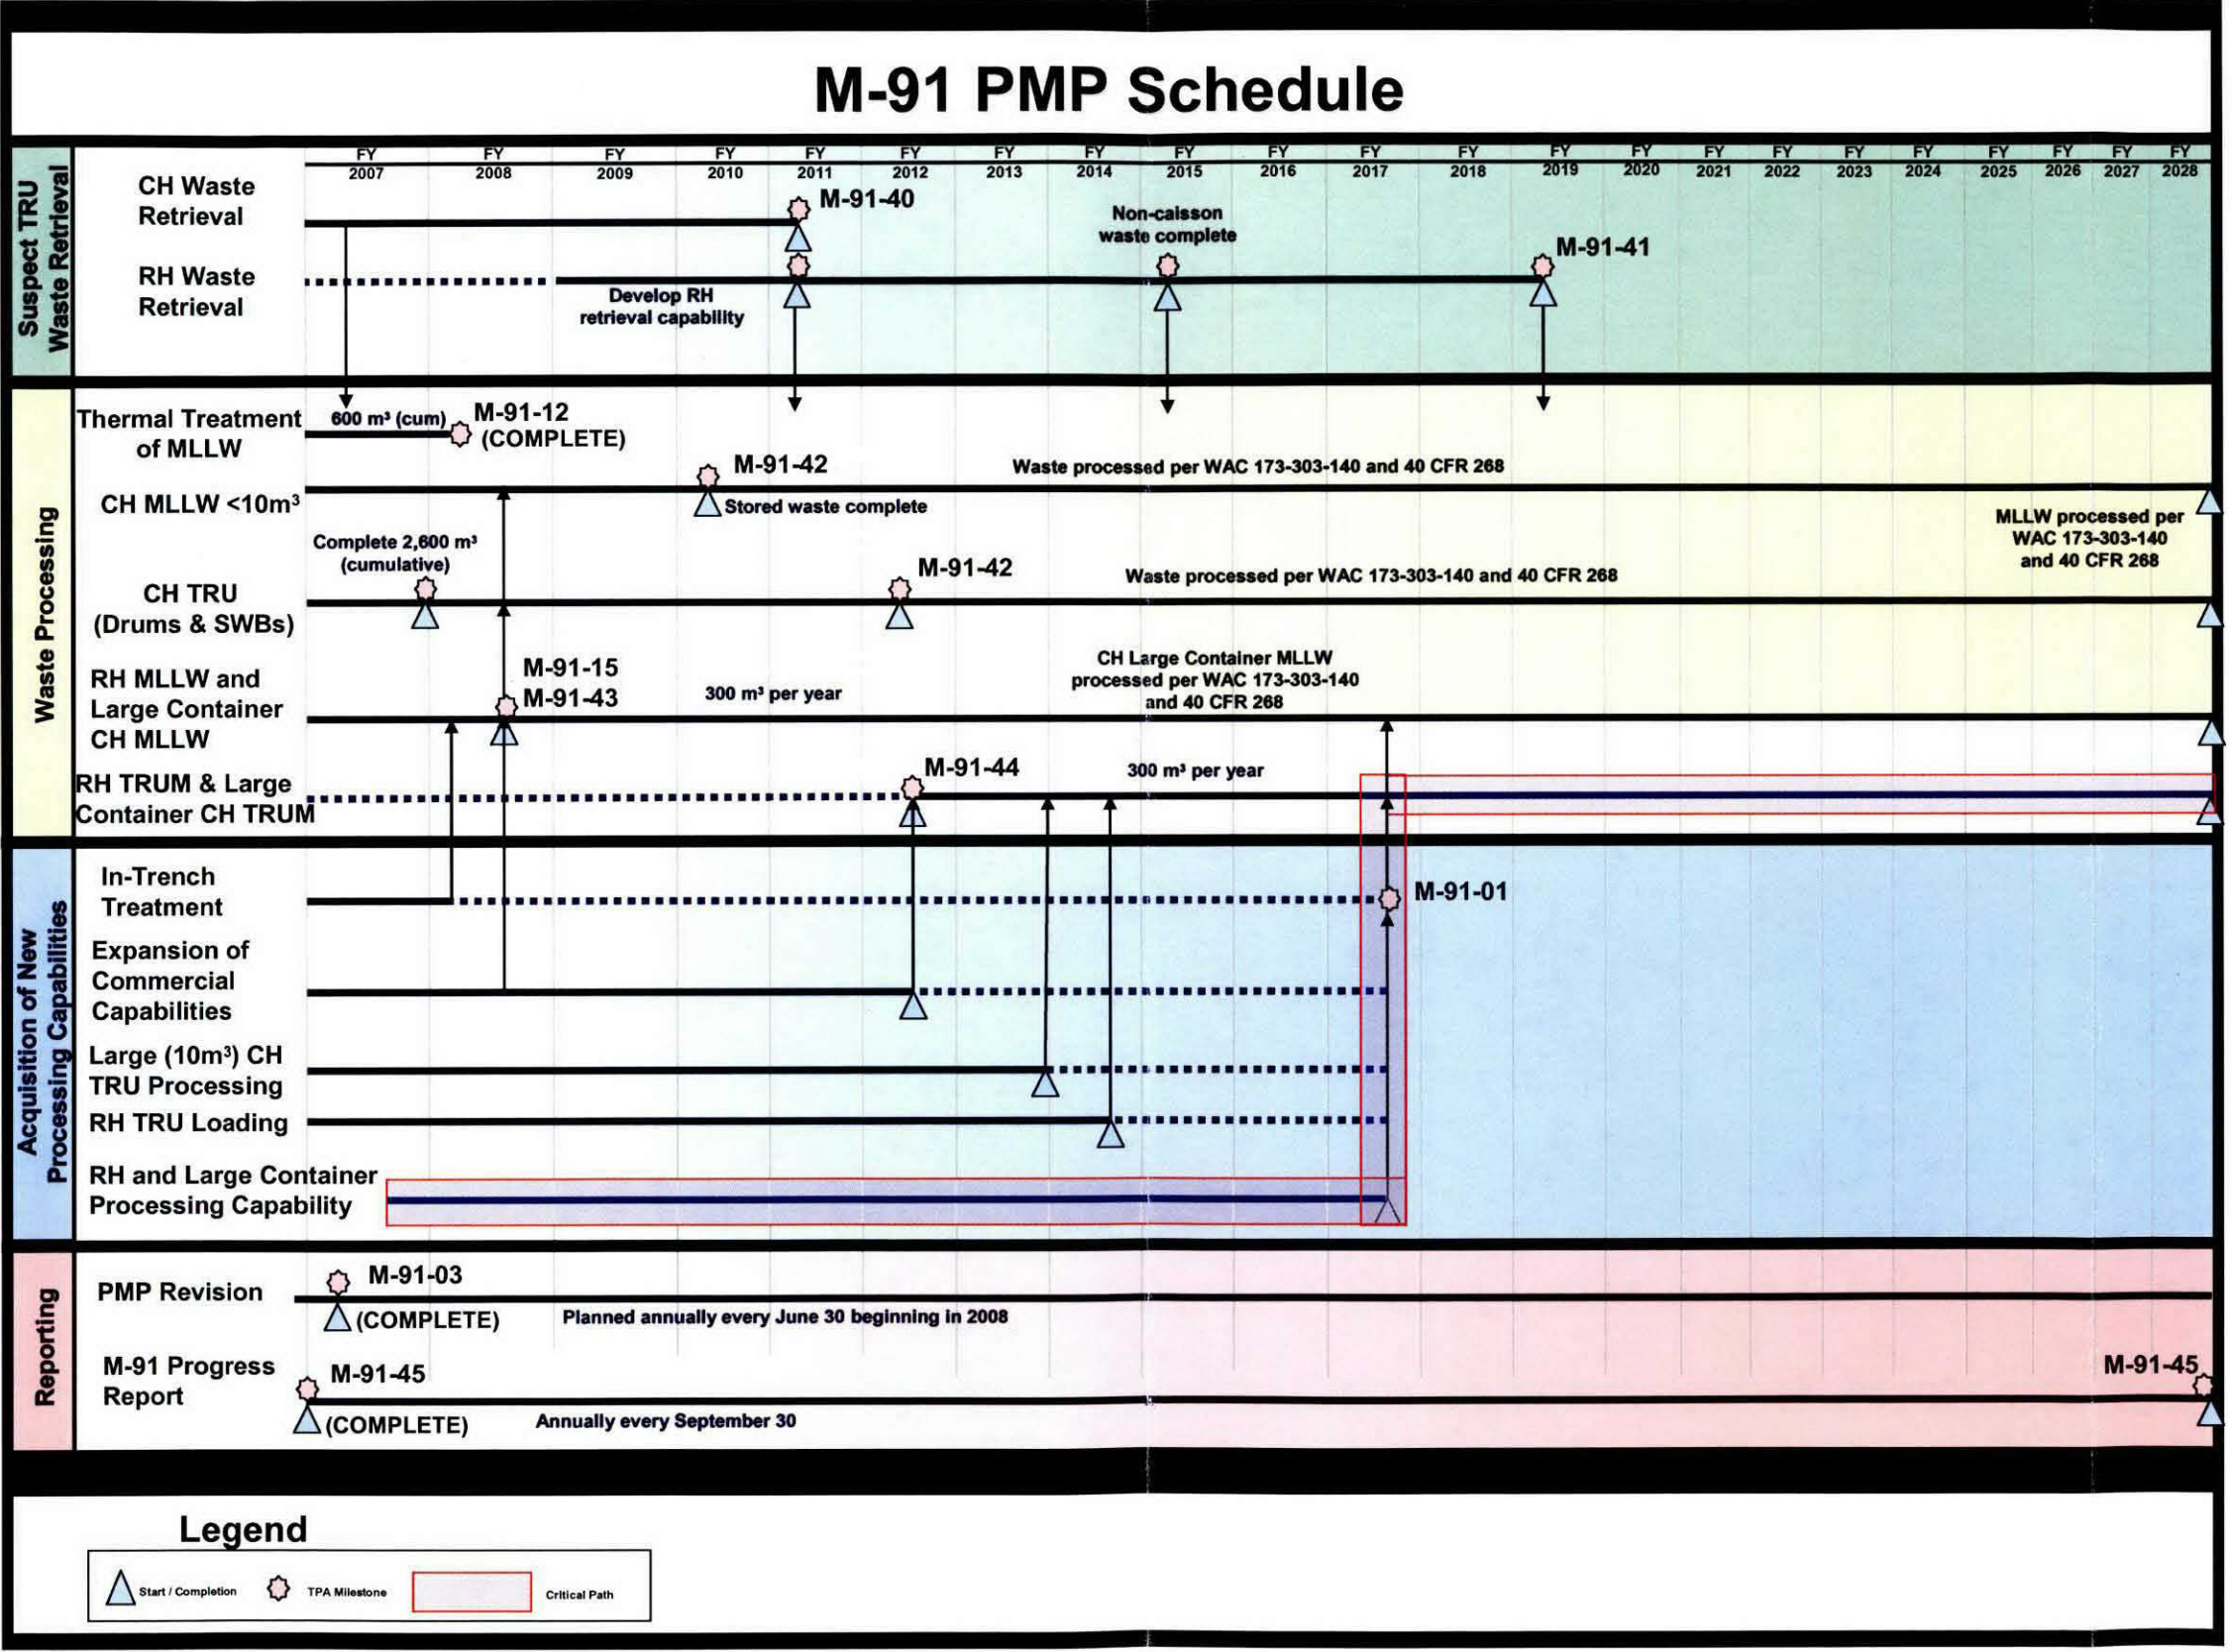 M-91 PMP Schedule
FY FY FY FY FY FY FY FY FY FY FY FY FY FY FY FY FY FY FY FY FY FY
2007 2008 2009 2010 2011 2012 2013 2014 2015 2016 2017 2018 2019 2020 2021 2022 2023 2024 2025 2026 2027 2028
Suspect TRU
Waste Retrieval
CH Waste
Retrieval
M-91-40
Non-caisson
waste complete
M-91-41
RH Waste
Retrieval
Develop RH
retrieval capability
Waste Processing
Thermal Treatment
of MLLW
600 m³ (cum)
M-91-12
(COMPLETE)
CH MLLW <10m³
M-91-42
Stored waste complete
Waste processed per WAC 173-303-140 and 40 CFR 268
MLLW processed per
WAC 173-303-140
and 40 CFR 268
Complete 2,600 m³
(cumulative)
CH TRU
(Drums & SWBs)
M-91-42
Waste processed per WAC 173-303-140 and 40 CFR 268
RH MLLW and
Large Container
CH MLLW
M-91-15
M-91-43
300 m³ per year
CH Large Container MLLW
processed per WAC 173-303-140
and 40 CFR 268
RH TRUM & Large
Container CH TRUM
M-91-44
300 m³ per year
Acquisition of New
Processing Capabilities
In-Trench
Treatment
M-91-01
Expansion of
Commercial
Capabilities
Large (10m³) CH
TRU Processing
RH TRU Loading
RH and Large Container
Processing Capability
Reporting
PMP Revision
M-91-03
(COMPLETE)
Planned annually every June 30 beginning in 2008
M-91 Progress
Report
M-91-45
(COMPLETE)
Annually every September 30
M-91-45
Legend
Start / Completion
TPA Milestone
Critical Path